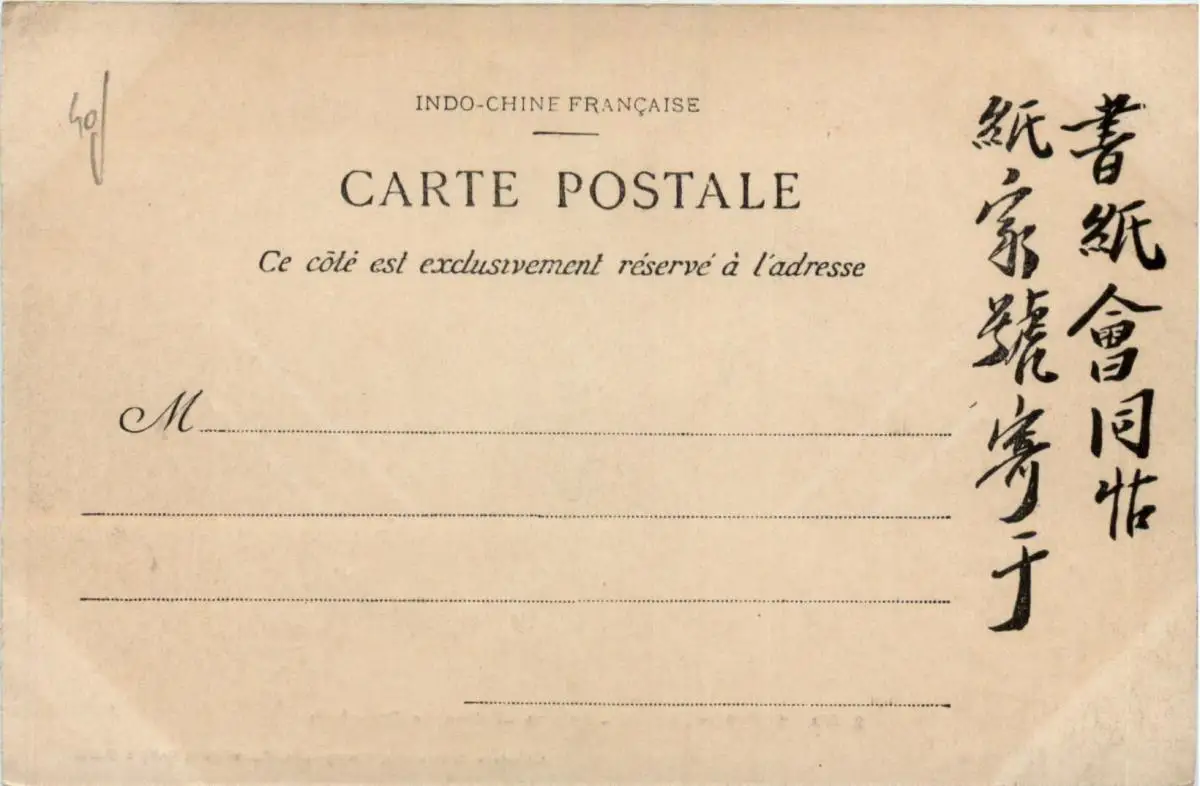 INDO-CHINE FRANÇAISE
CARTE POSTALE
Ce côté est exclusivement réservé à l'adresse
M
書紙會同帖
紙家號寄于